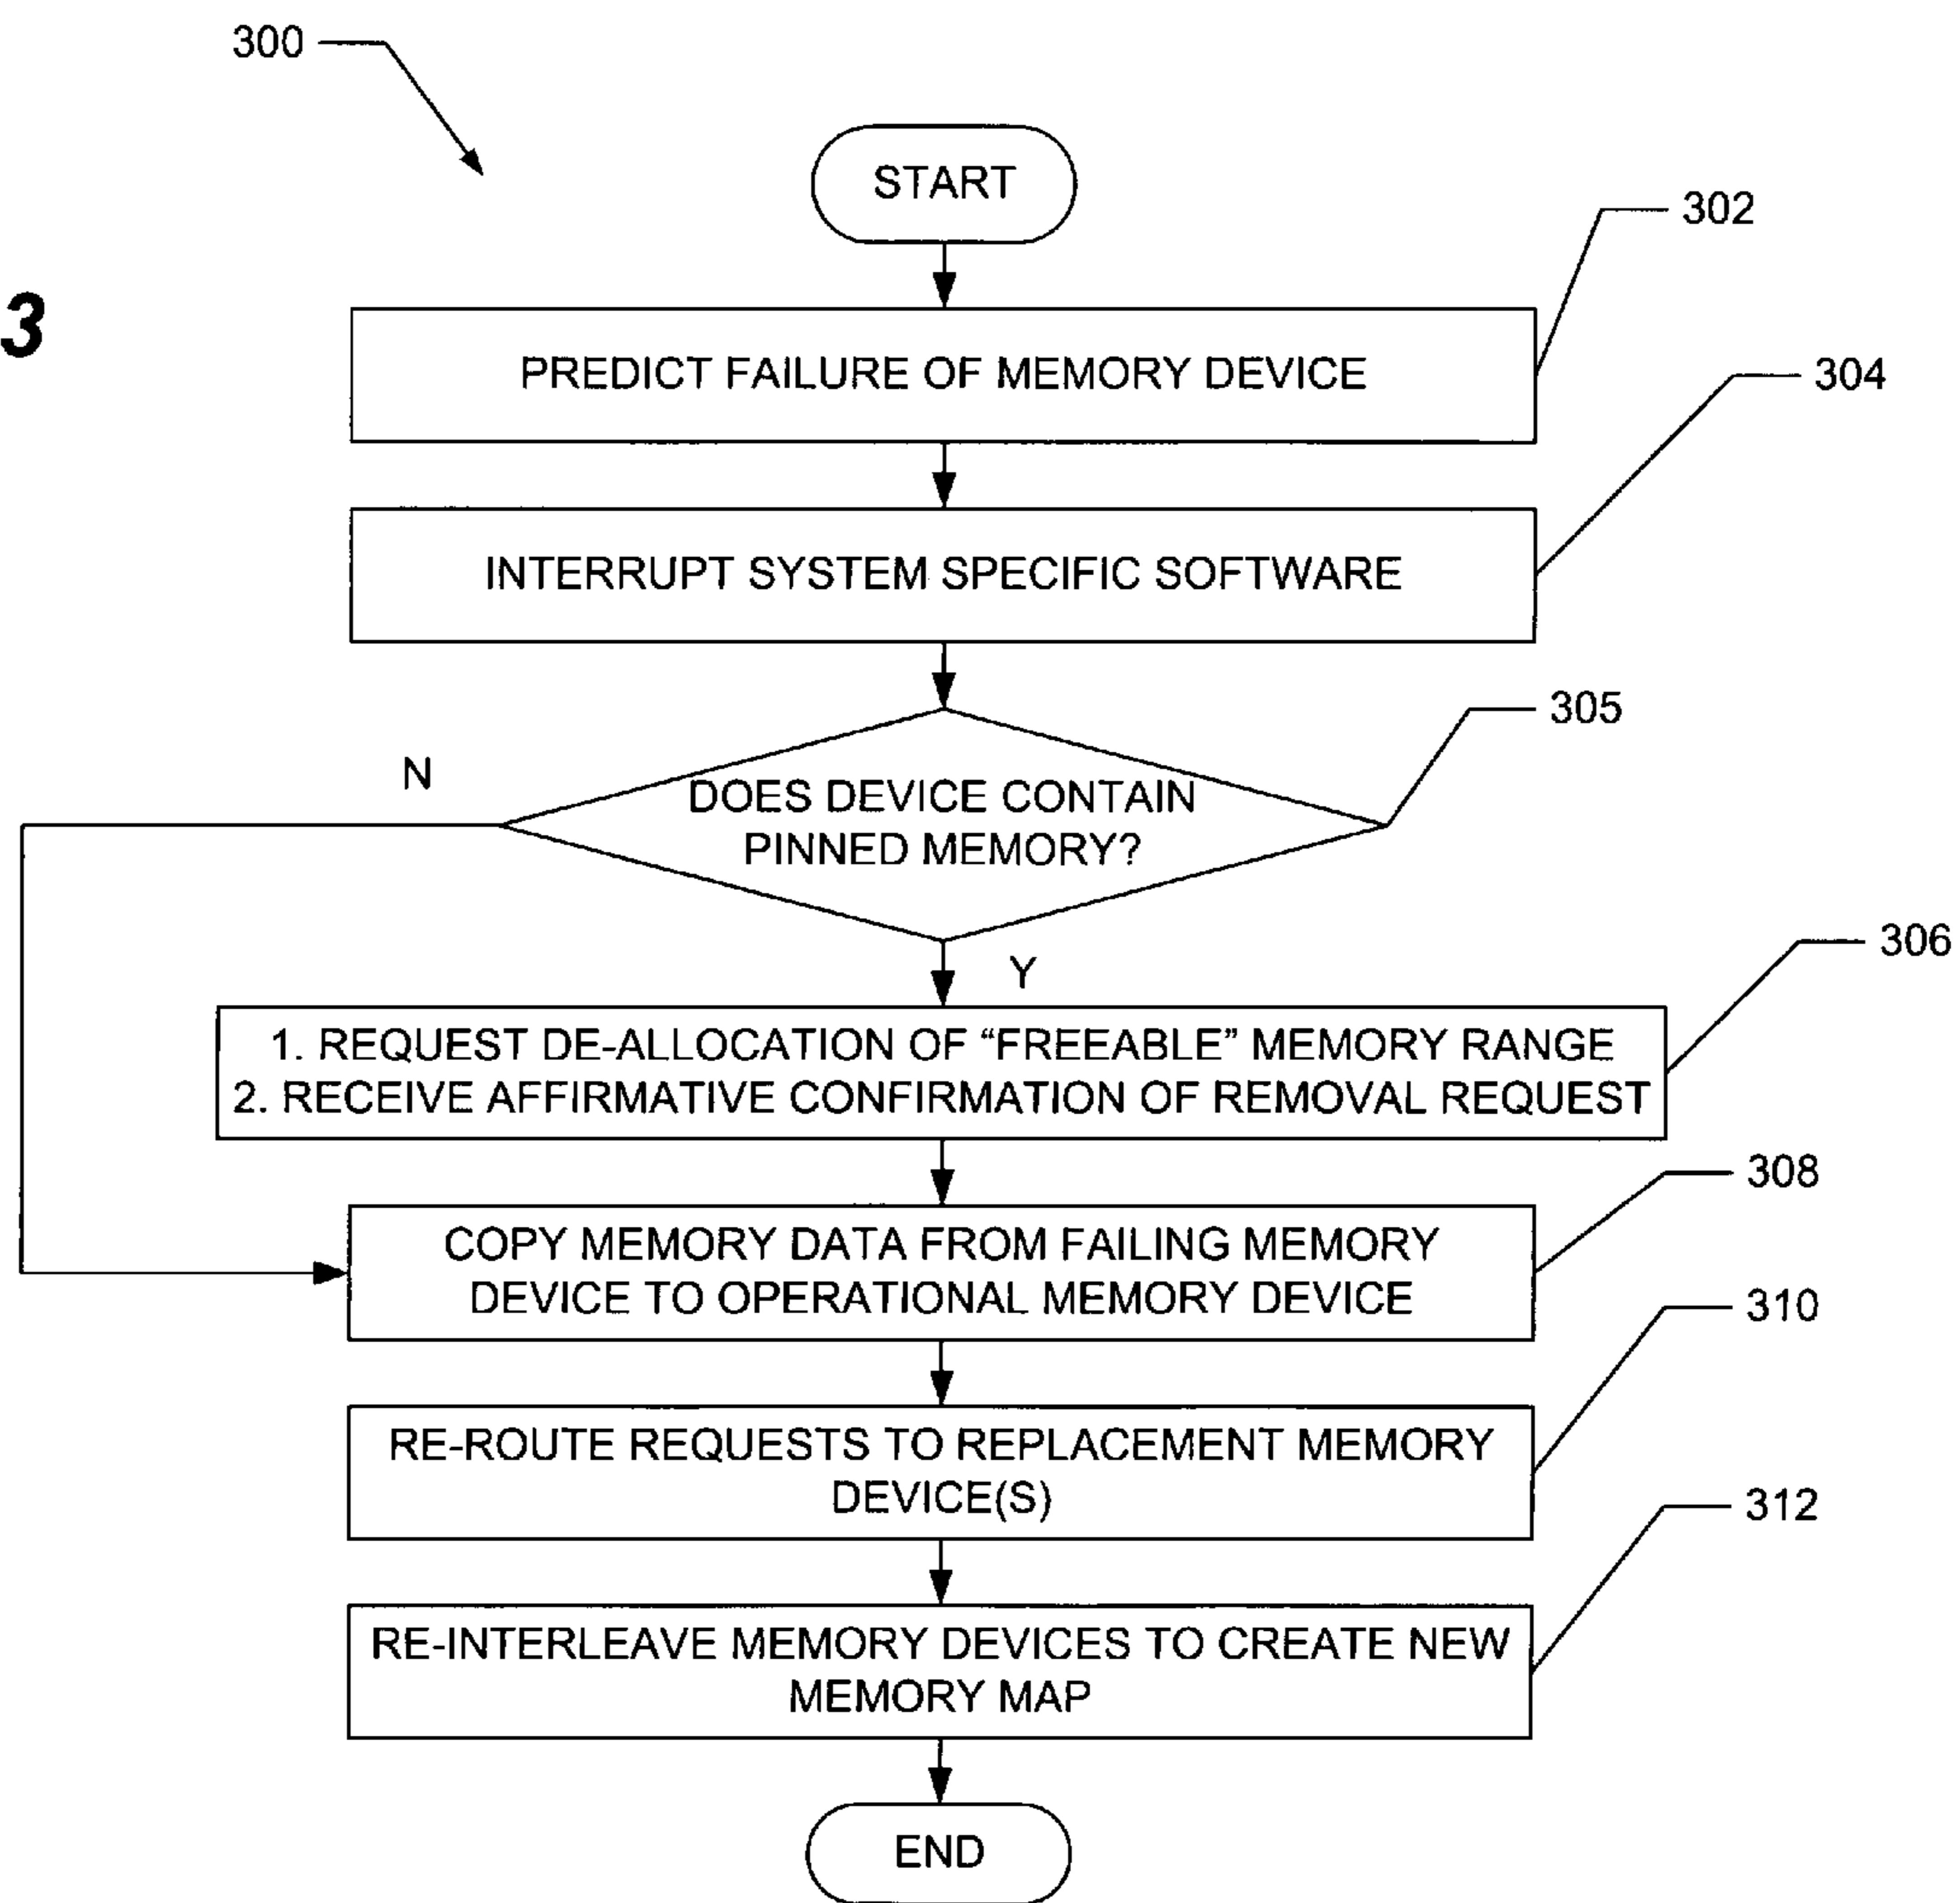 300
START
302
3
PREDICT FAILURE OF MEMORY DEVICE
304
INTERRUPT SYSTEM SPECIFIC SOFTWARE
305
N
DOES DEVICE CONTAIN
PINNED MEMORY?
306
Y
1. REQUEST DE-ALLOCATION OF “FREEABLE” MEMORY RANGE
2. RECEIVE AFFIRMATIVE CONFIRMATION OF REMOVAL REQUEST
308
COPY MEMORY DATA FROM FAILING MEMORY
DEVICE TO OPERATIONAL MEMORY DEVICE
310
RE-ROUTE REQUESTS TO REPLACEMENT MEMORY
DEVICE(S)
312
RE-INTERLEAVE MEMORY DEVICES TO CREATE NEW
MEMORY MAP
END